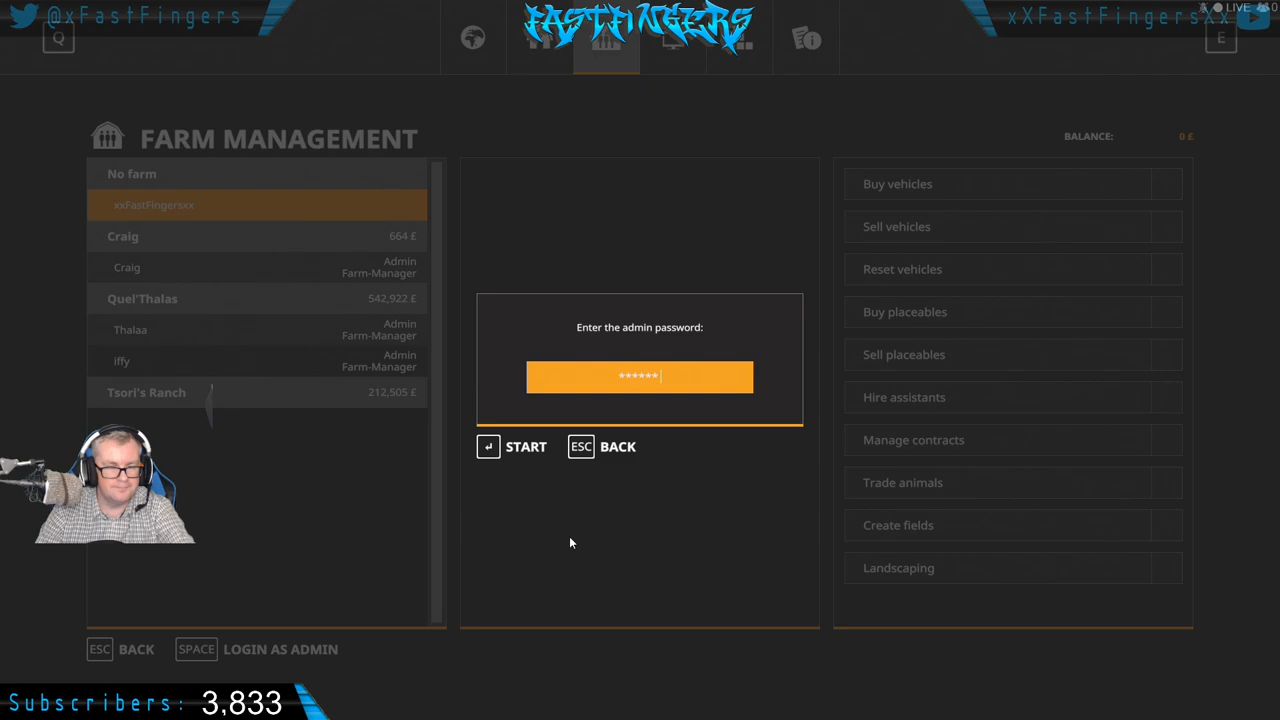 @xFastFingers
FASTFINGERS
LIVE
0
xXFastFingersXx
Q
E
FARM MANAGEMENT
BALANCE: 0 £
No farm
xxFastFingersxx
Craig 664 £
Craig Admin
Farm-Manager
Quel'Thalas 542,922 £
Thalaa Admin
Farm-Manager
iffy Admin
Farm-Manager
Tsori's Ranch 212,505 £
Enter the admin password:
******
START ESC BACK
Buy vehicles
Sell vehicles
Reset vehicles
Buy placeables
Sell placeables
Hire assistants
Manage contracts
Trade animals
Create fields
Landscaping
ESC BACK SPACE LOGIN AS ADMIN
Subscribers: 3,833